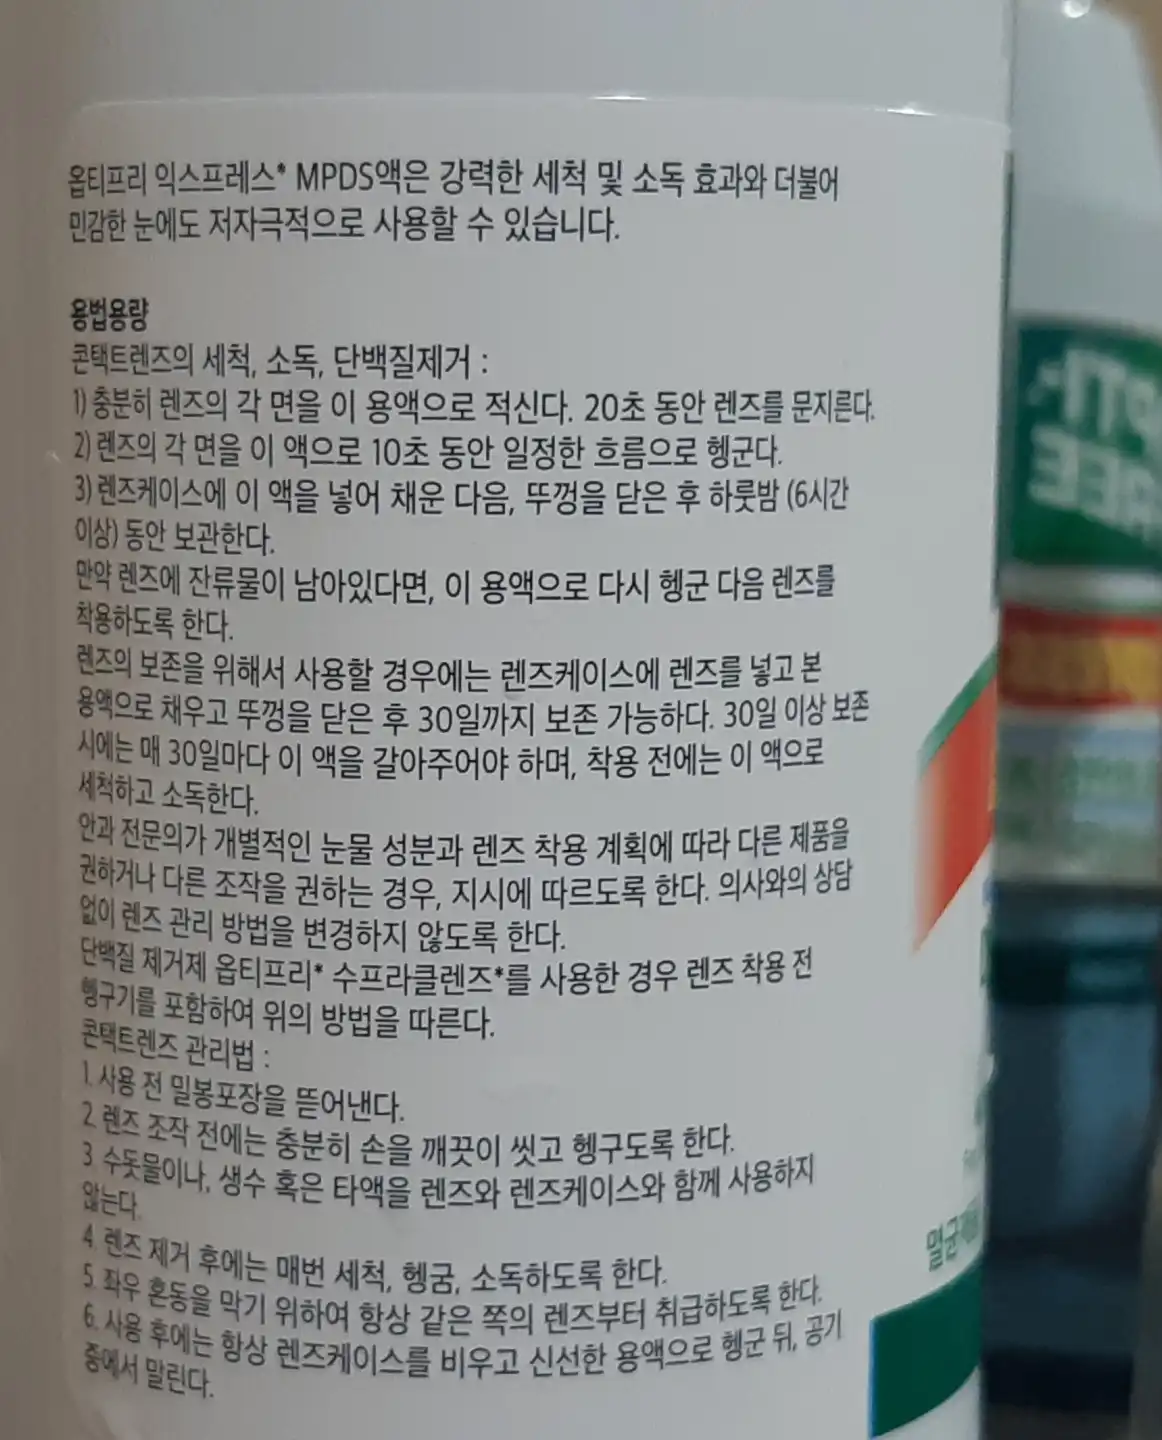 옵티프리 익스프레스* MPDS액은 강력한 세척 및 소독 효과와 더불어
민감한 눈에도 저자극적으로 사용할 수 있습니다.
용법용량
콘택트렌즈의 세척, 소독, 단백질제거 :
1) 충분히 렌즈의 각 면을 이 용액으로 적신다. 20초 동안 렌즈를 문지른다.
2) 렌즈의 각 면을 이 액으로 10초 동안 일정한 흐름으로 헹군다.
3) 렌즈케이스에 이 액을 넣어 채운 다음, 뚜껑을 닫은 후 하룻밤 (6시간
이상) 동안 보관한다.
만약 렌즈에 잔류물이 남아있다면, 이 용액으로 다시 헹군 다음 렌즈를
착용하도록 한다.
렌즈의 보존을 위해서 사용할 경우에는 렌즈케이스에 렌즈를 넣고 본
용액으로 채우고 뚜껑을 닫은 후 30일까지 보존 가능하다. 30일 이상 보존
시에는 매 30일마다 이 액을 갈아주어야 하며, 착용 전에는 이 액으로
세척하고 소독한다.
안과 전문의가 개별적인 눈물 성분과 렌즈 착용 계획에 따라 다른 제품을
권하거나 다른 조작을 권하는 경우, 지시에 따르도록 한다. 의사와의 상담
없이 렌즈 관리 방법을 변경하지 않도록 한다.
단백질 제거제 옵티프리* 수프라클렌즈*를 사용한 경우 렌즈 착용 전
헹구기를 포함하여 위의 방법을 따른다.
콘택트렌즈 관리법 :
1. 사용 전 밀봉포장을 뜯어낸다.
2. 렌즈 조작 전에는 충분히 손을 깨끗이 씻고 헹구도록 한다.
3 수돗물이나, 생수 혹은 타액을 렌즈와 렌즈케이스와 함께 사용하지
않는다.
4. 렌즈 제거 후에는 매번 세척, 헹굼, 소독하도록 한다.
5. 좌우 혼동을 막기 위하여 항상 같은 쪽의 렌즈부터 취급하도록 한다.
6. 사용 후에는 항상 렌즈케이스를 비우고 신선한 용액으로 헹군 뒤, 공기
중에서 말린다.
멸균